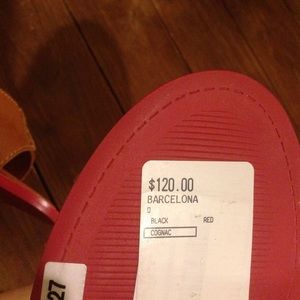 $120.00
BARCELONA
D
BLACK RED
COGNAC
27